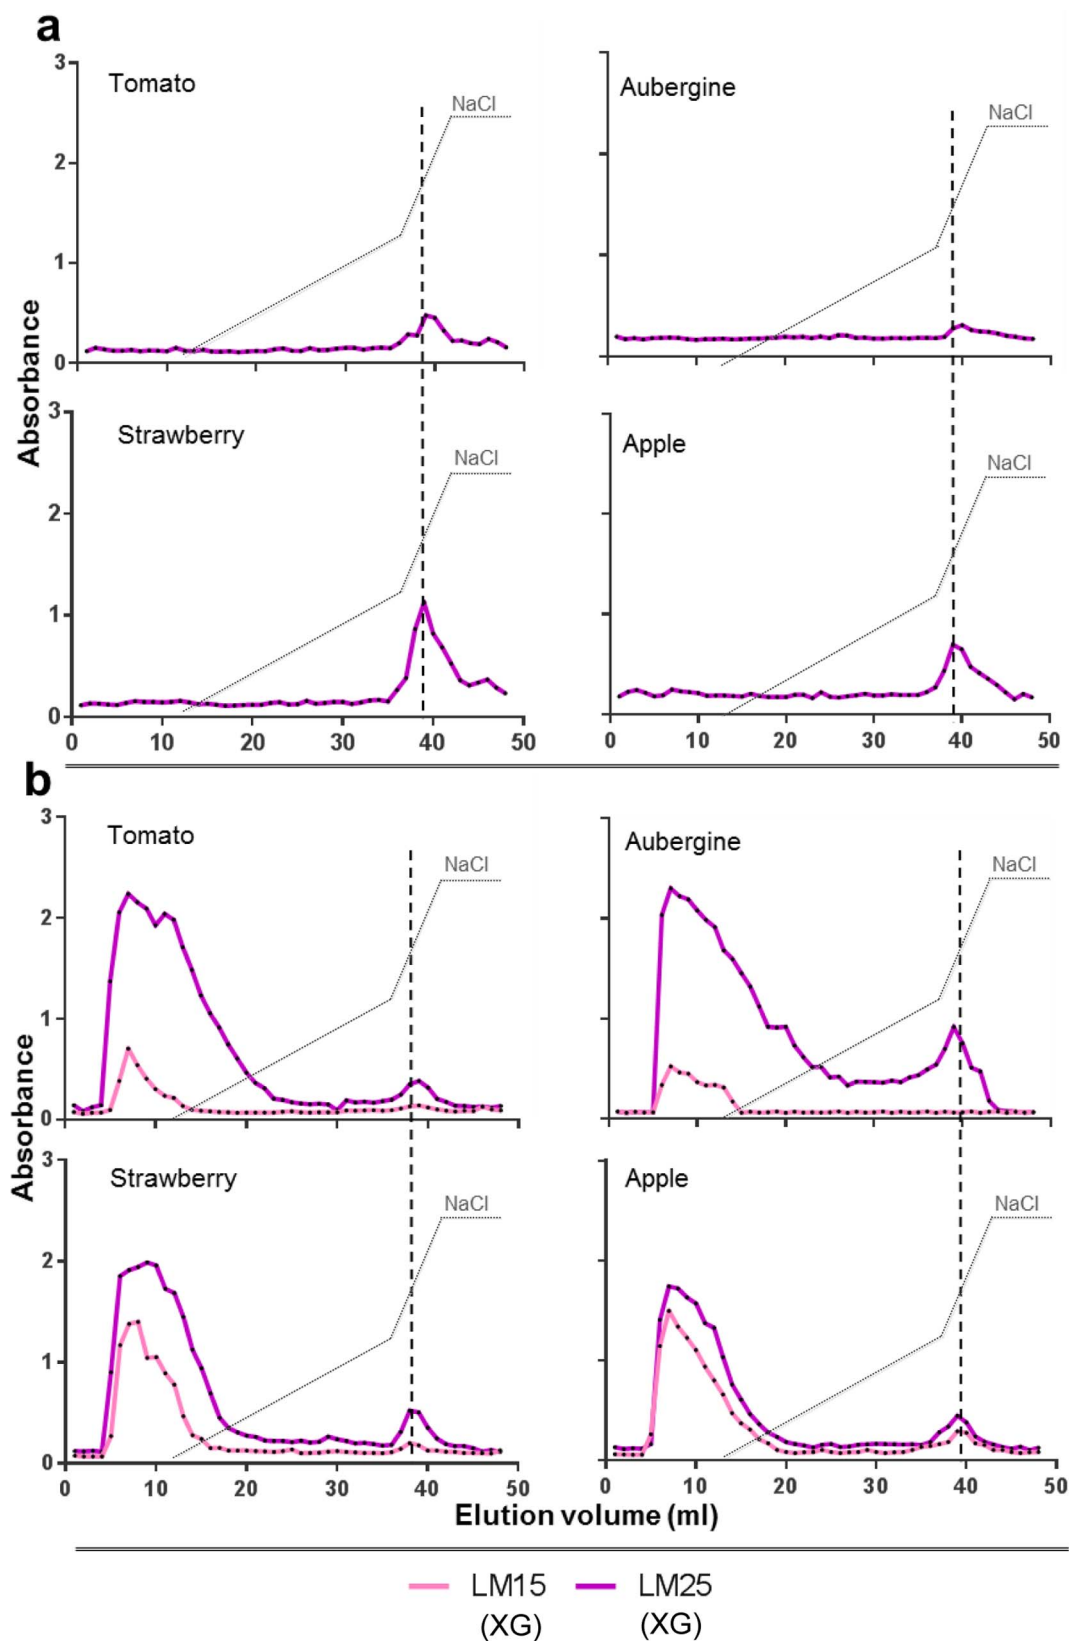 a
3
Tomato
NaCl
Aubergine
NaCl
2
1
0
Absorbance
3
Strawberry
NaCl
Apple
NaCl
2
1
0
0 10 20 30 40 50
0 10 20 30 40 50
b
3
Tomato
NaCl
Aubergine
NaCl
2
1
0
Absorbance
3
Strawberry
NaCl
Apple
NaCl
2
1
0
0 10 20 30 40 50
0 10 20 30 40 50
Elution volume (ml)
LM15 LM25
(XG) (XG)